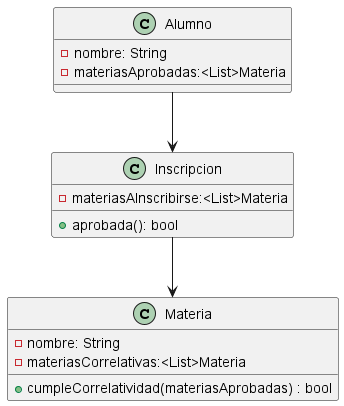 C Alumno
nombre: String
materiasAprobadas:<List>Materia
C Inscripcion
materiasAInscribirse:<List>Materia
aprobada(): bool
C Materia
nombre: String
materiasCorrelativas:<List>Materia
cumpleCorrelatividad(materiasAprobadas) : bool